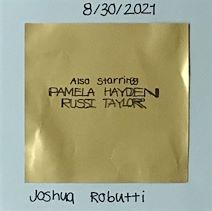 8/30/2021
Also starring
PAMELA HAYDEN
RUSSI TAYLOR
Joshua Robutti